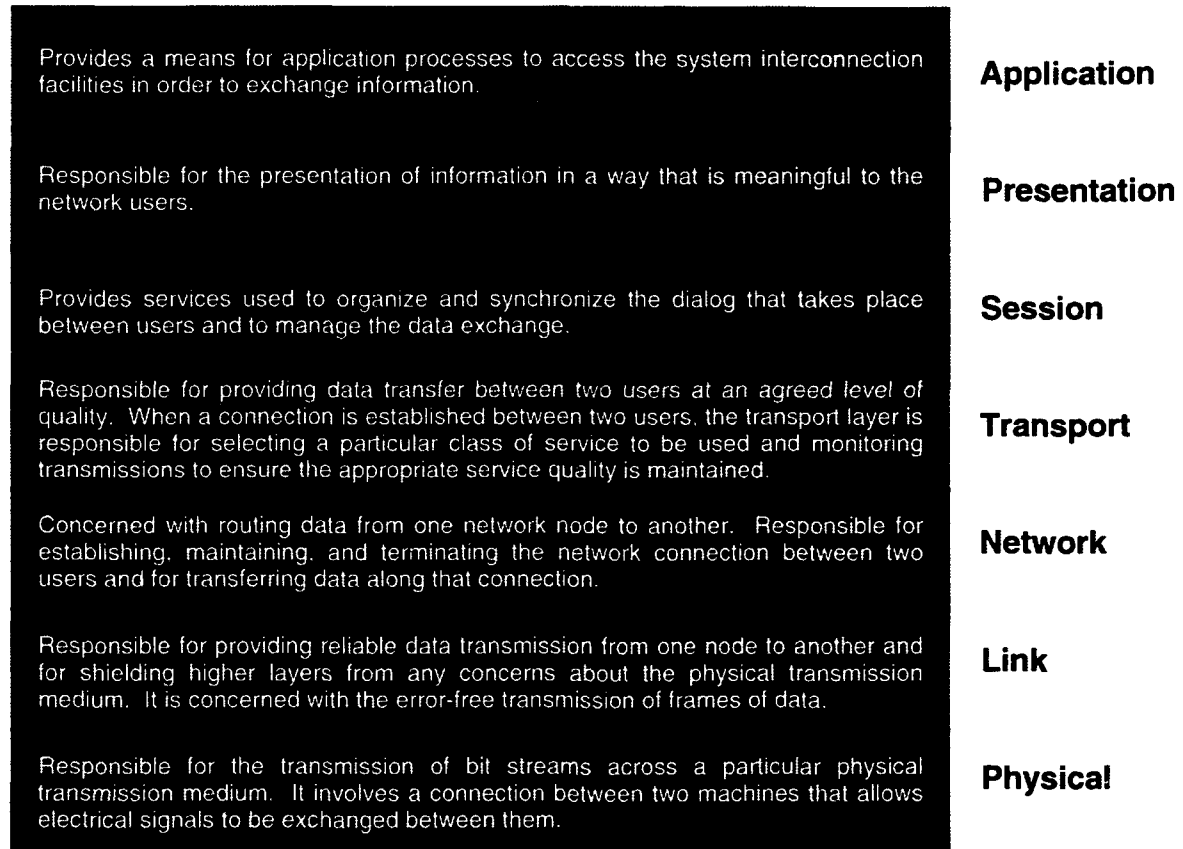 Provides a means for application processes to access the system interconnection
facilities in order to exchange information.
Application
Responsible for the presentation of information in a way that is meaningful to the
network users.
Presentation
Provides services used to organize and synchronize the dialog that takes place
between users and to manage the data exchange.
Session
Responsible for providing data transfer between two users at an agreed level of
quality. When a connection is established between two users, the transport layer is
responsible for selecting a particular class of service to be used and monitoring
transmissions to ensure the appropriate service quality is maintained.
Transport
Concerned with routing data from one network node to another. Responsible for
establishing, maintaining, and terminating the network connection between two
users and for transferring data along that connection.
Network
Responsible for providing reliable data transmission from one node to another and
for shielding higher layers from any concerns about the physical transmission
medium. It is concerned with the error-free transmission of frames of data.
Link
Responsible for the transmission of bit streams across a particular physical
transmission medium. It involves a connection between two machines that allows
electrical signals to be exchanged between them.
Physical